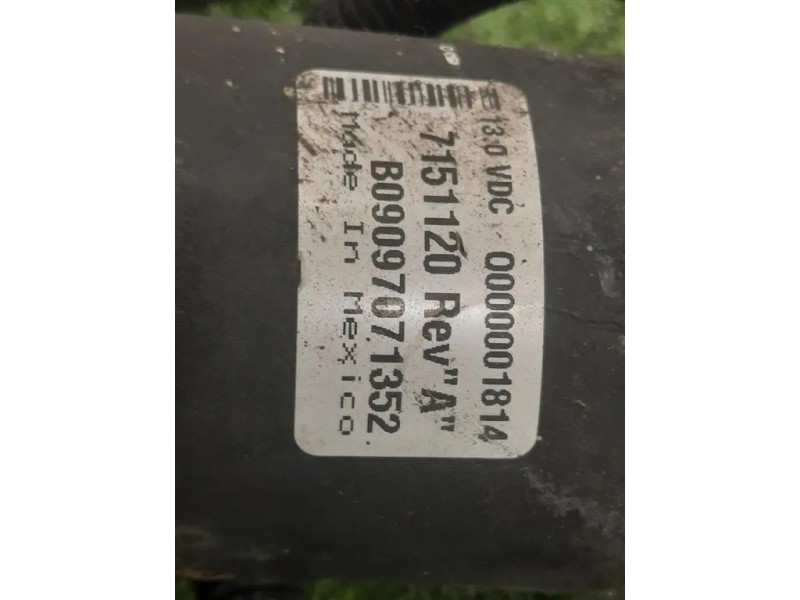 13.0 VDC 0000001814
7151120 Rev"A"
B09097071352
Made In Mexico